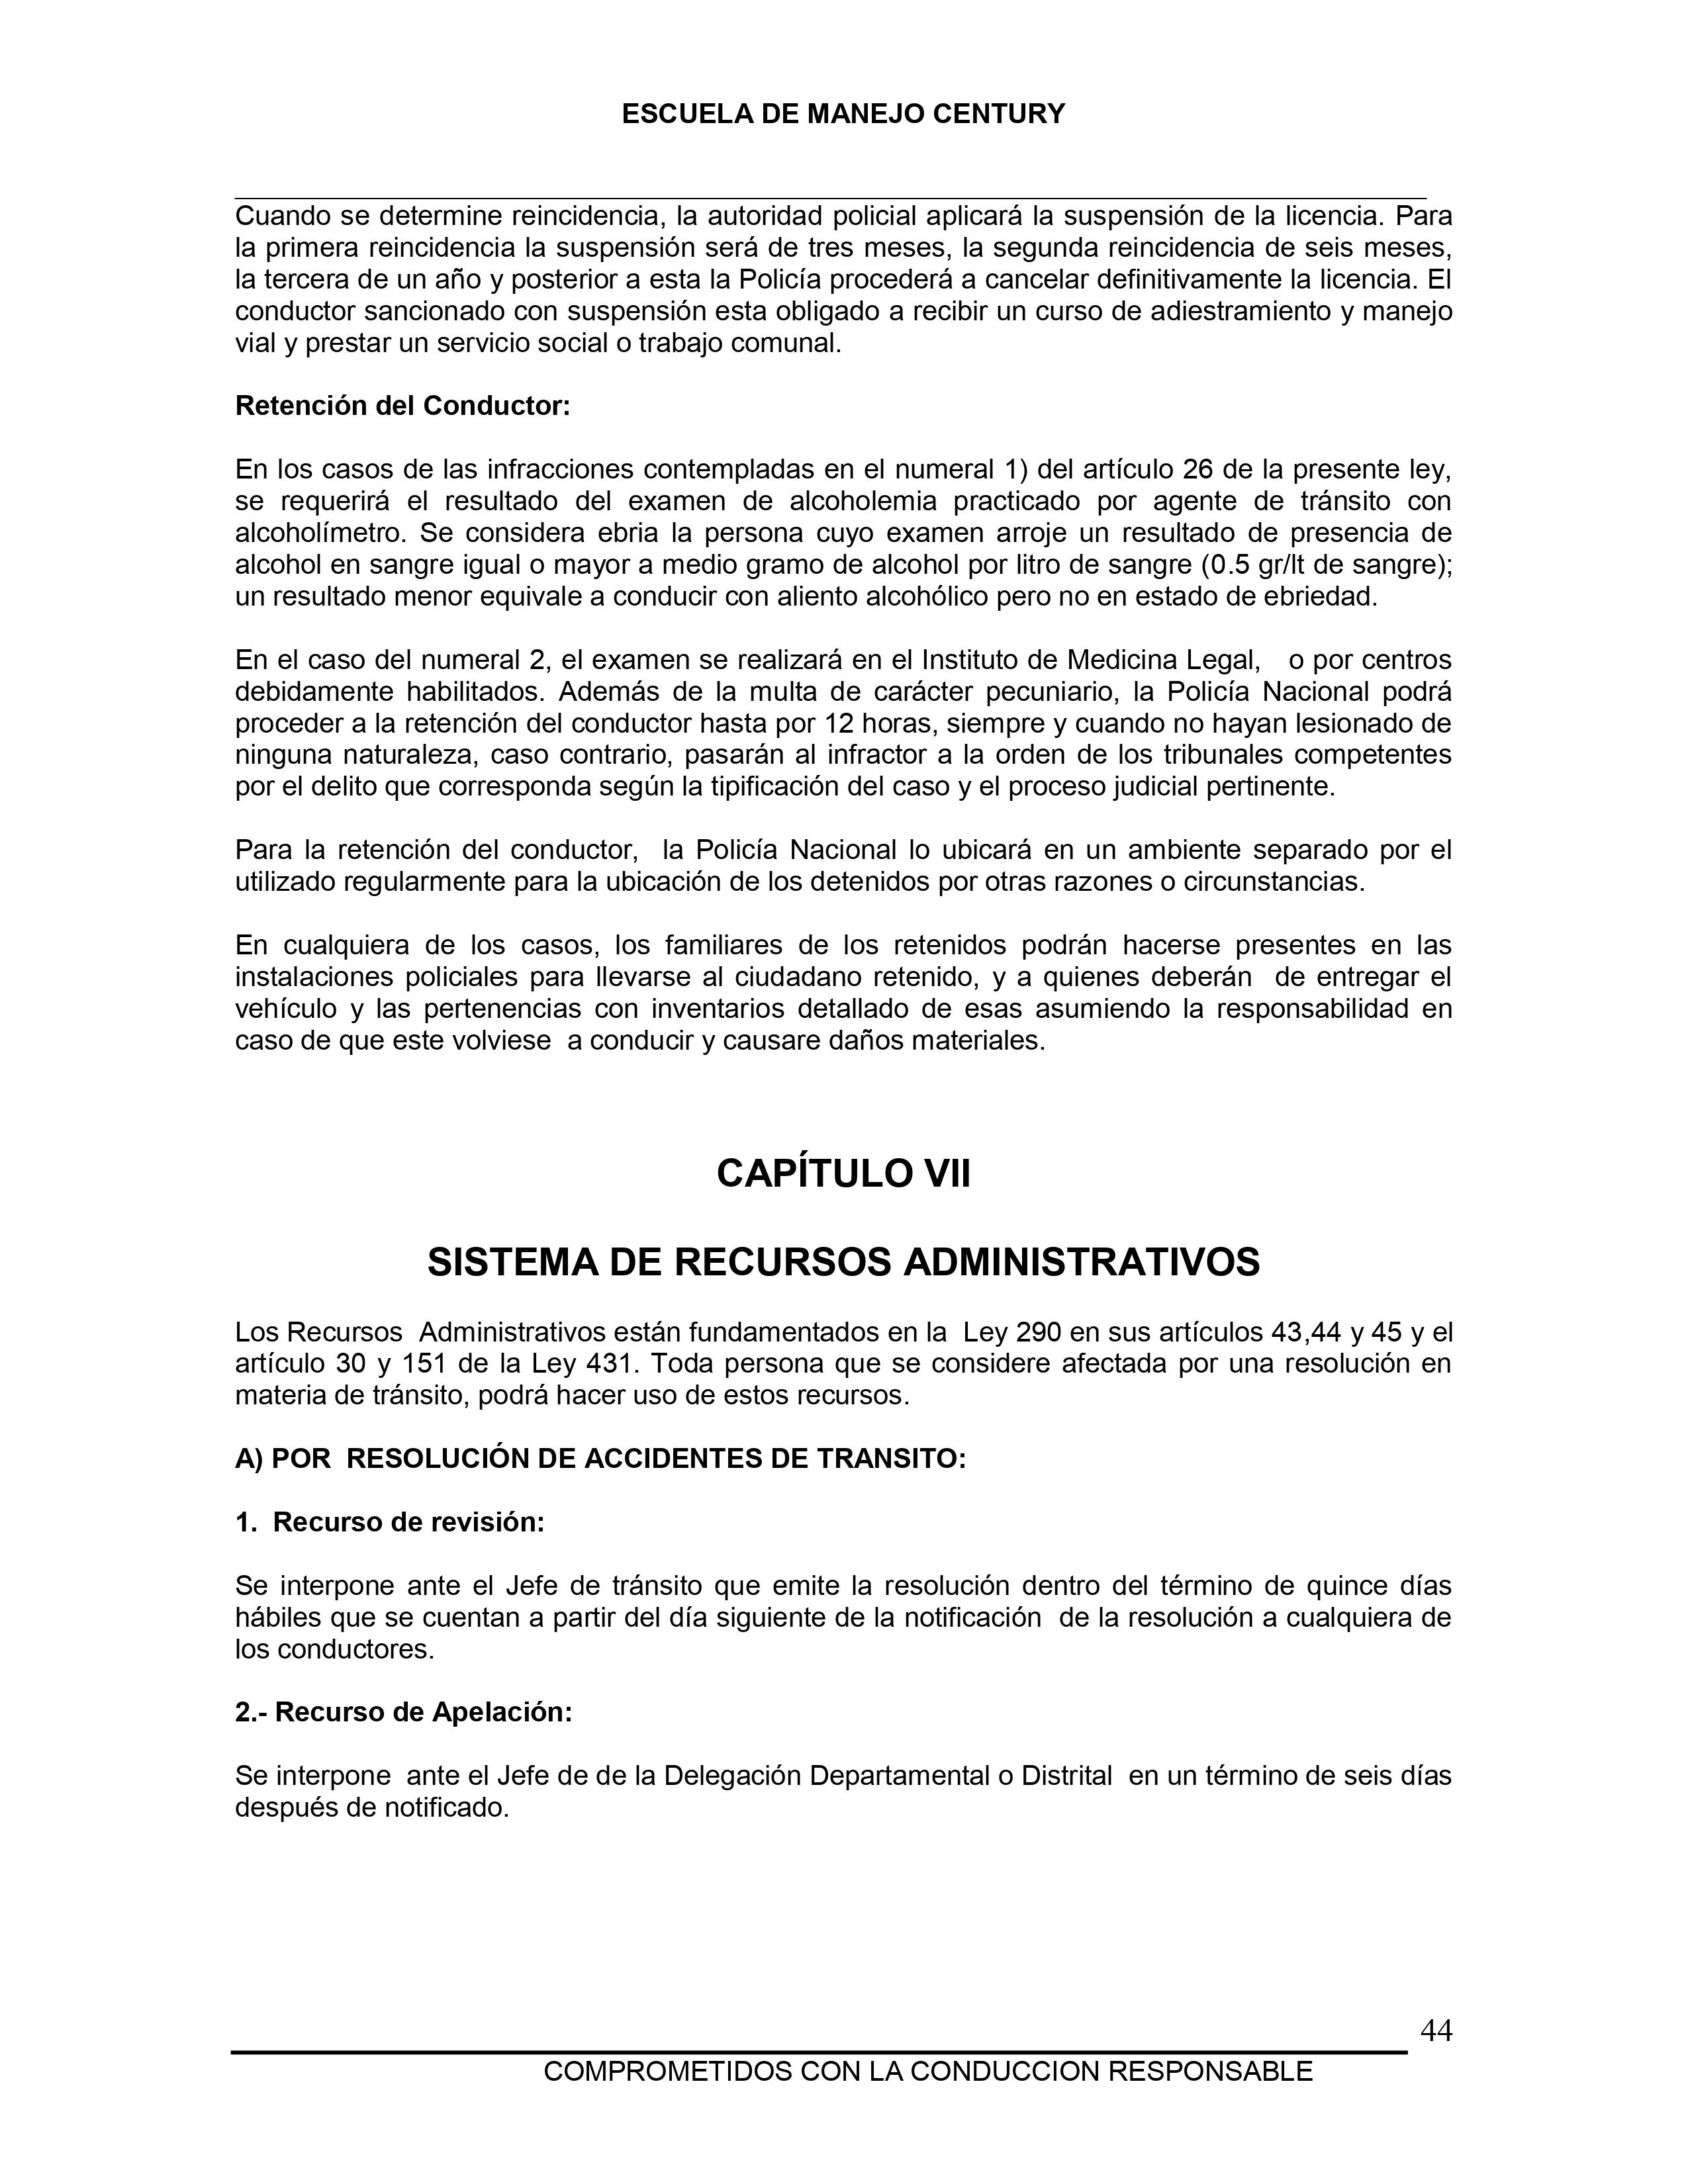 ESCUELA DE MANEJO CENTURY
Cuando se determine reincidencia, la autoridad policial aplicará la suspensión de la licencia. Para
la primera reincidencia la suspensión será de tres meses, la segunda reincidencia de seis meses,
la tercera de un año y posterior a esta la Policía procederá a cancelar definitivamente la licencia. El
conductor sancionado con suspensión esta obligado a recibir un curso de adiestramiento y manejo
vial y prestar un servicio social o trabajo comunal.
Retención del Conductor:
En los casos de las infracciones contempladas en el numeral 1) del artículo 26 de la presente ley,
se requerirá el resultado del examen de alcoholemia practicado por agente de tránsito con
alcoholímetro. Se considera ebria la persona cuyo examen arroje un resultado de presencia de
alcohol en sangre igual o mayor a medio gramo de alcohol por litro de sangre (0.5 gr/lt de sangre);
un resultado menor equivale a conducir con aliento alcohólico pero no en estado de ebriedad.
En el caso del numeral 2, el examen se realizará en el Instituto de Medicina Legal,   o por centros
debidamente habilitados. Además de la multa de carácter pecuniario, la Policía Nacional podrá
proceder a la retención del conductor hasta por 12 horas, siempre y cuando no hayan lesionado de
ninguna naturaleza, caso contrario, pasarán al infractor a la orden de los tribunales competentes
por el delito que corresponda según la tipificación del caso y el proceso judicial pertinente.
Para la retención del conductor,  la Policía Nacional lo ubicará en un ambiente separado por el
utilizado regularmente para la ubicación de los detenidos por otras razones o circunstancias.
En cualquiera de los casos, los familiares de los retenidos podrán hacerse presentes en las
instalaciones policiales para llevarse al ciudadano retenido, y a quienes deberán  de entregar el
vehículo y las pertenencias con inventarios detallado de esas asumiendo la responsabilidad en
caso de que este volviese  a conducir y causare daños materiales.
CAPÍTULO VII
SISTEMA DE RECURSOS ADMINISTRATIVOS
Los Recursos  Administrativos están fundamentados en la  Ley 290 en sus artículos 43,44 y 45 y el
artículo 30 y 151 de la Ley 431. Toda persona que se considere afectada por una resolución en
materia de tránsito, podrá hacer uso de estos recursos.
A) POR  RESOLUCIÓN DE ACCIDENTES DE TRANSITO:
1.  Recurso de revisión:
Se interpone ante el Jefe de tránsito que emite la resolución dentro del término de quince días
hábiles que se cuentan a partir del día siguiente de la notificación  de la resolución a cualquiera de
los conductores.
2.- Recurso de Apelación:
Se interpone  ante el Jefe de de la Delegación Departamental o Distrital  en un término de seis días
después de notificado.
44
COMPROMETIDOS CON LA CONDUCCION RESPONSABLE